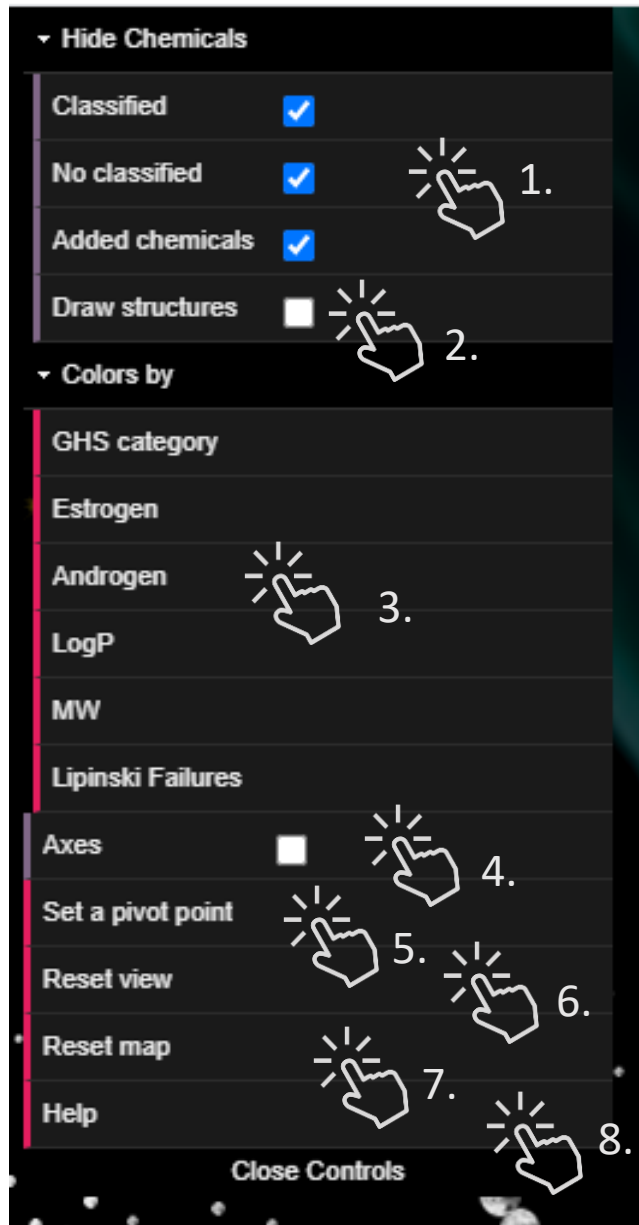 Hide Chemicals
Classified
No classified
1.
Added chemicals
Draw structures
2.
Colors by
GHS category
Estrogen
Androgen
3.
LogP
MW
Lipinski Failures
Axes
4.
Set a pivot point
5.
Reset view
6.
Reset map
7.
Help
8.
Close Controls